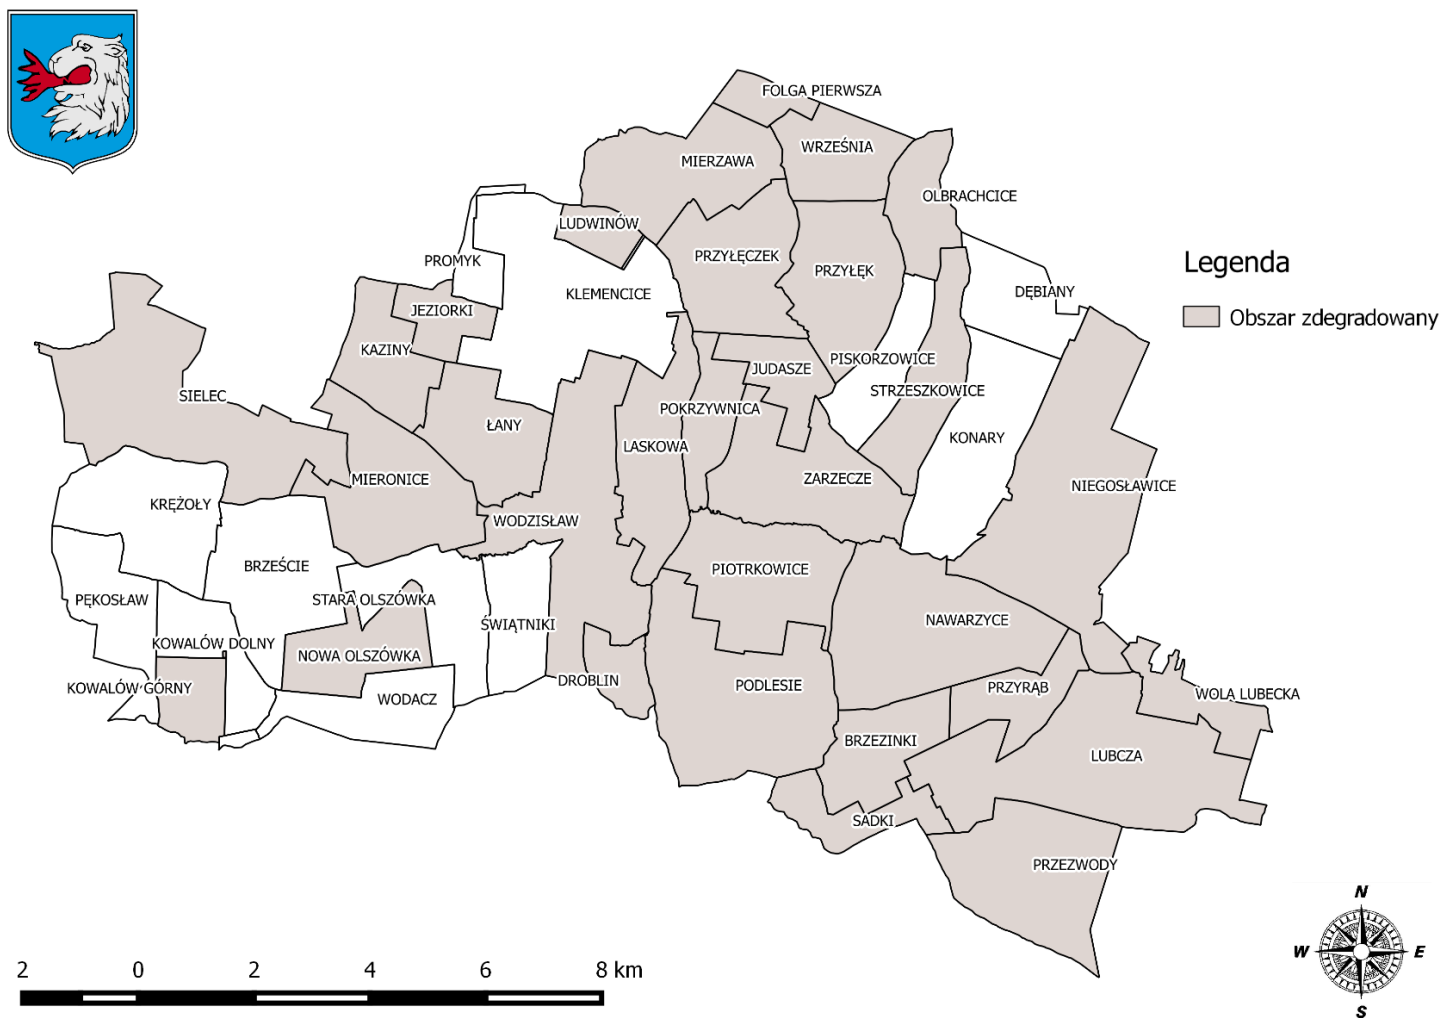 FOLGA PIERWSZA
WRZEŚNIA
MIERZAWA
OLBRACHCICE
LUDWINÓW
PRZYŁĘCZEK
PROMYK
PRZYŁĘK
Legenda
KLEMENCICE
DĘBIANY
JEZIORKI
Obszar zdegradowany
KAZINY
PISKORZOWICE
JUDASZE
STRZESZKOWICE
SIELEC
POKRZYWNICA
ŁANY
KONARY
LASKOWA
MIERONICE
ZARZECZE
NIEGOSŁAWICE
KRĘŻOŁY
WODZISŁAW
BRZEŚCIE
PIOTRKOWICE
PĘKOSŁAW
STARA OLSZÓWKA
ŚWIĄTNIKI
NAWARZYCE
KOWALÓW DOLNY
NOWA OLSZÓWKA
KOWALÓW GÓRNY
DROBLIN
PODLESIE
PRZYRĄB
WOLA LUBECKA
WODACZ
BRZEZINKI
LUBCZA
SADKI
PRZEZWODY
N
W E
S
2 0 2 4 6 8 km